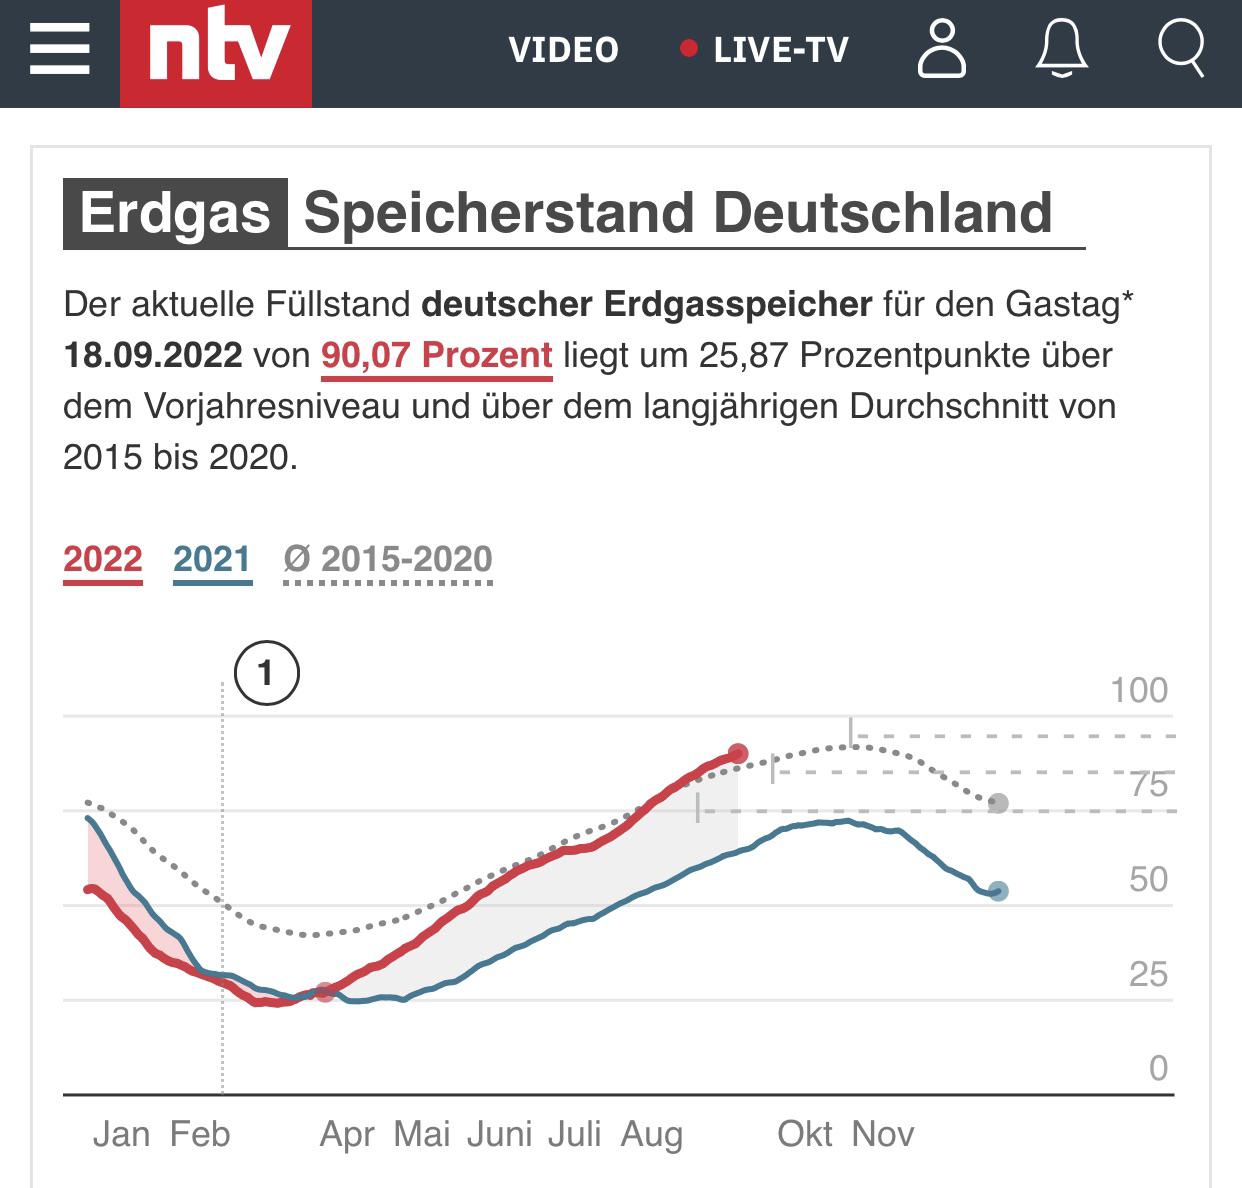 ntv
VIDEO
LIVE-TV
Erdgas Speicherstand Deutschland
Der aktuelle Füllstand deutscher Erdgasspeicher für den Gastag*
18.09.2022 von 90,07 Prozent liegt um 25,87 Prozentpunkte über
dem Vorjahresniveau und über dem langjährigen Durchschnitt von
2015 bis 2020.
2022 2021 Ø 2015-2020
1
100
75
50
25
0
Jan Feb Apr Mai Juni Juli Aug Okt Nov